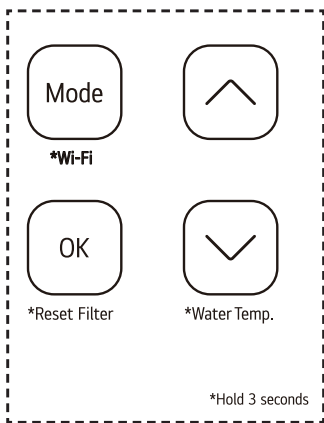 Mode
*Wi-Fi
OK
*Reset Filter
*Water Temp.
*Hold 3 seconds